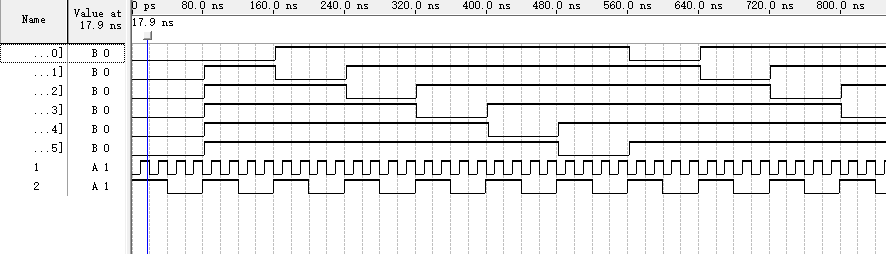 Name
Value at
17.9 ns
0 ps
80.0 ns
160.0 ns
240.0 ns
320.0 ns
400.0 ns
480.0 ns
560.0 ns
640.0 ns
720.0 ns
800.0 ns
17.9 ns
...0] B 0
...1] B 0
...2] B 0
...3] B 0
...4] B 0
...5] B 0
1 A 1
2 A 1